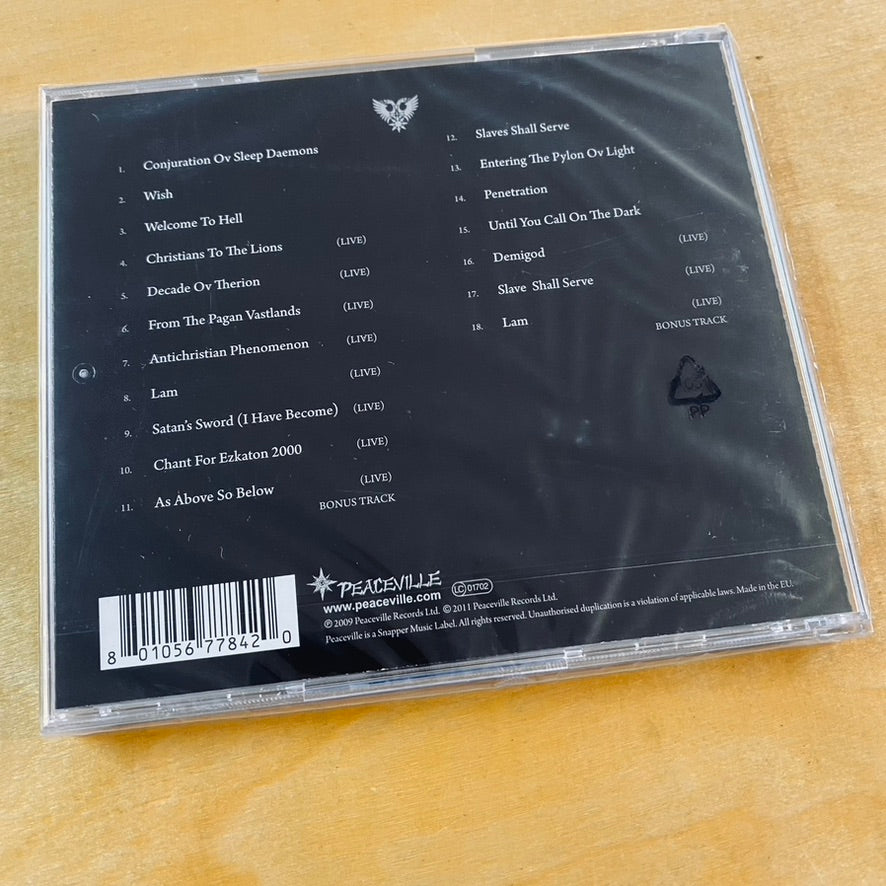 1. Conjuration Ov Sleep Daemons
2. Wish
3. Welcome To Hell
4. Christians To The Lions (LIVE)
5. Decade Ov Therion (LIVE)
6. From The Pagan Vastlands (LIVE)
7. Antichristian Phenomenon (LIVE)
8. Lam (LIVE)
9. Satan's Sword (I Have Become) (LIVE)
10. Chant For Ezkaton 2000 (LIVE)
11. As Above So Below (LIVE)
BONUS TRACK
12. Slaves Shall Serve
13. Entering The Pylon Ov Light
14. Penetration
15. Until You Call On The Dark
16. Demigod (LIVE)
17. Slave Shall Serve (LIVE)
18. Lam (LIVE)
BONUS TRACK
PP
PEACEVILLE LC 01702
www.peaceville.com
℗ 2009 Peaceville Records Ltd. © 2011 Peaceville Records Ltd.
Peaceville is a Snapper Music Label. All rights reserved. Unauthorised duplication is a violation of applicable laws. Made in the EU.
8 01056 77842 0